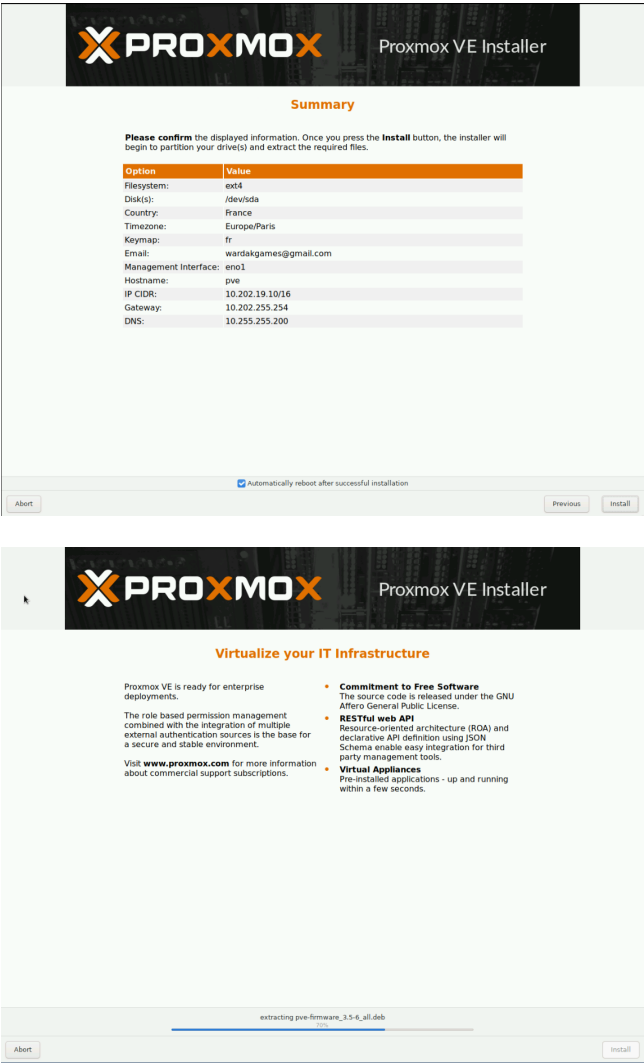 PROXMOX
Proxmox VE Installer
Summary
Please confirm the displayed information. Once you press the Install button, the installer will
begin to partition your drive(s) and extract the required files.
Option Value
Filesystem: ext4
Disk(s): /dev/sda
Country: France
Timezone: Europe/Paris
Keymap: fr
Email: wardakgames@gmail.com
Management Interface: eno1
Hostname: pve
IP CIDR: 10.202.19.10/16
Gateway: 10.202.255.254
DNS: 10.255.255.200
Automatically reboot after successful installation
Abort
Previous
Install
PROXMOX
Proxmox VE Installer
Virtualize your IT Infrastructure
Proxmox VE is ready for enterprise
deployments.
The role based permission management
combined with the integration of multiple
external authentication sources is the base for
a secure and stable environment.
Visit www.proxmox.com for more information
about commercial support subscriptions.
• Commitment to Free Software
The source code is released under the GNU
Affero General Public License.
• RESTful web API
Resource-oriented architecture (ROA) and
declarative API definition using JSON
Schema enable easy integration for third
party management tools.
• Virtual Appliances
Pre-installed applications - up and running
within a few seconds.
extracting pve-firmware_3.5-6_all.deb
70%
Abort
Install